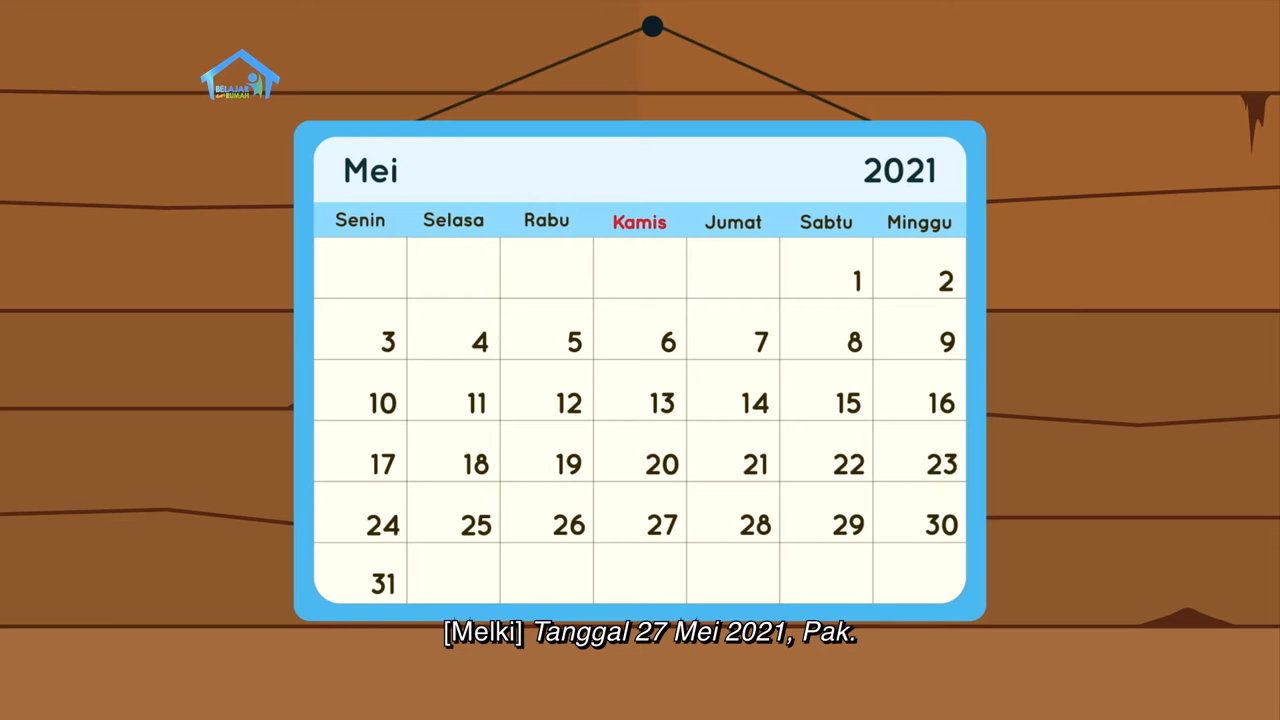 BELAJAR
dari RUMAH
Mei 2021
Senin Selasa Rabu Kamis Jumat Sabtu Minggu
1 2
3 4 5 6 7 8 9
10 11 12 13 14 15 16
17 18 19 20 21 22 23
24 25 26 27 28 29 30
31
[Melki] Tanggal 27 Mei 2021, Pak.